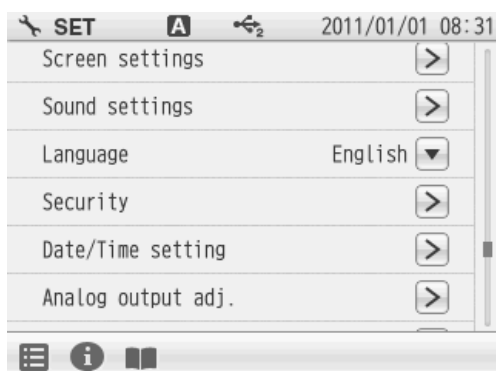 SET A 2 2011/01/01 08:31
Screen settings
Sound settings
Language English
Security
Date/Time setting
Analog output adj.
i